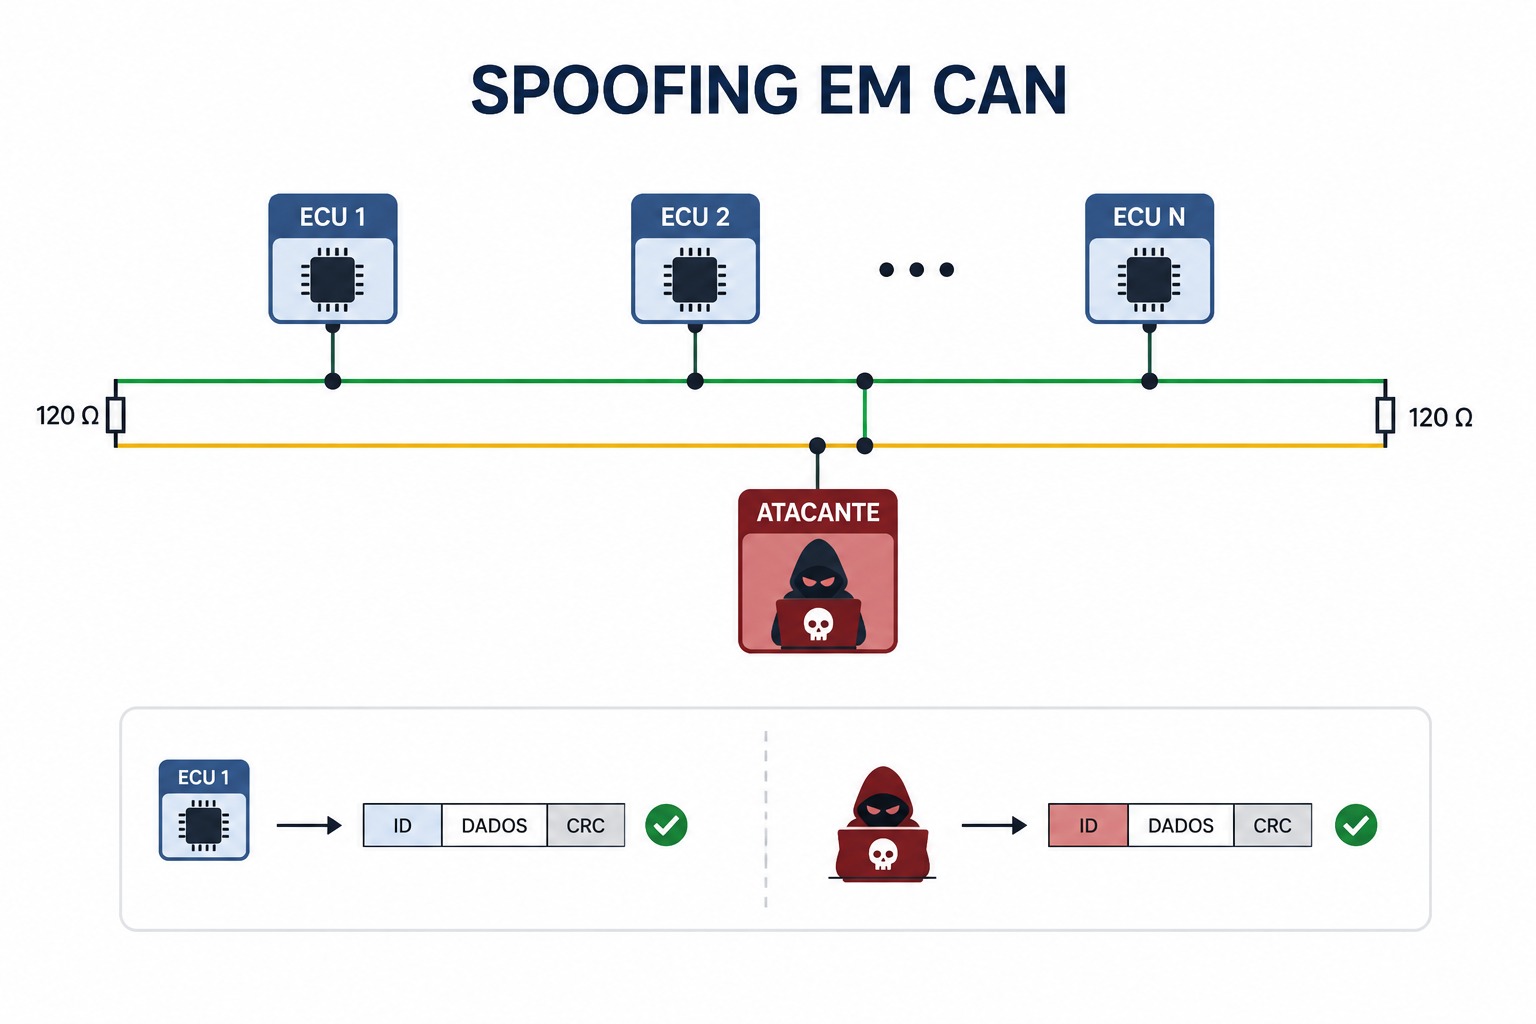 SPOOFING EM CAN
ECU 1
ECU 2
ECU N
120 Ω
120 Ω
ATACANTE
ECU 1
ID
DADOS
CRC
ID
DADOS
CRC